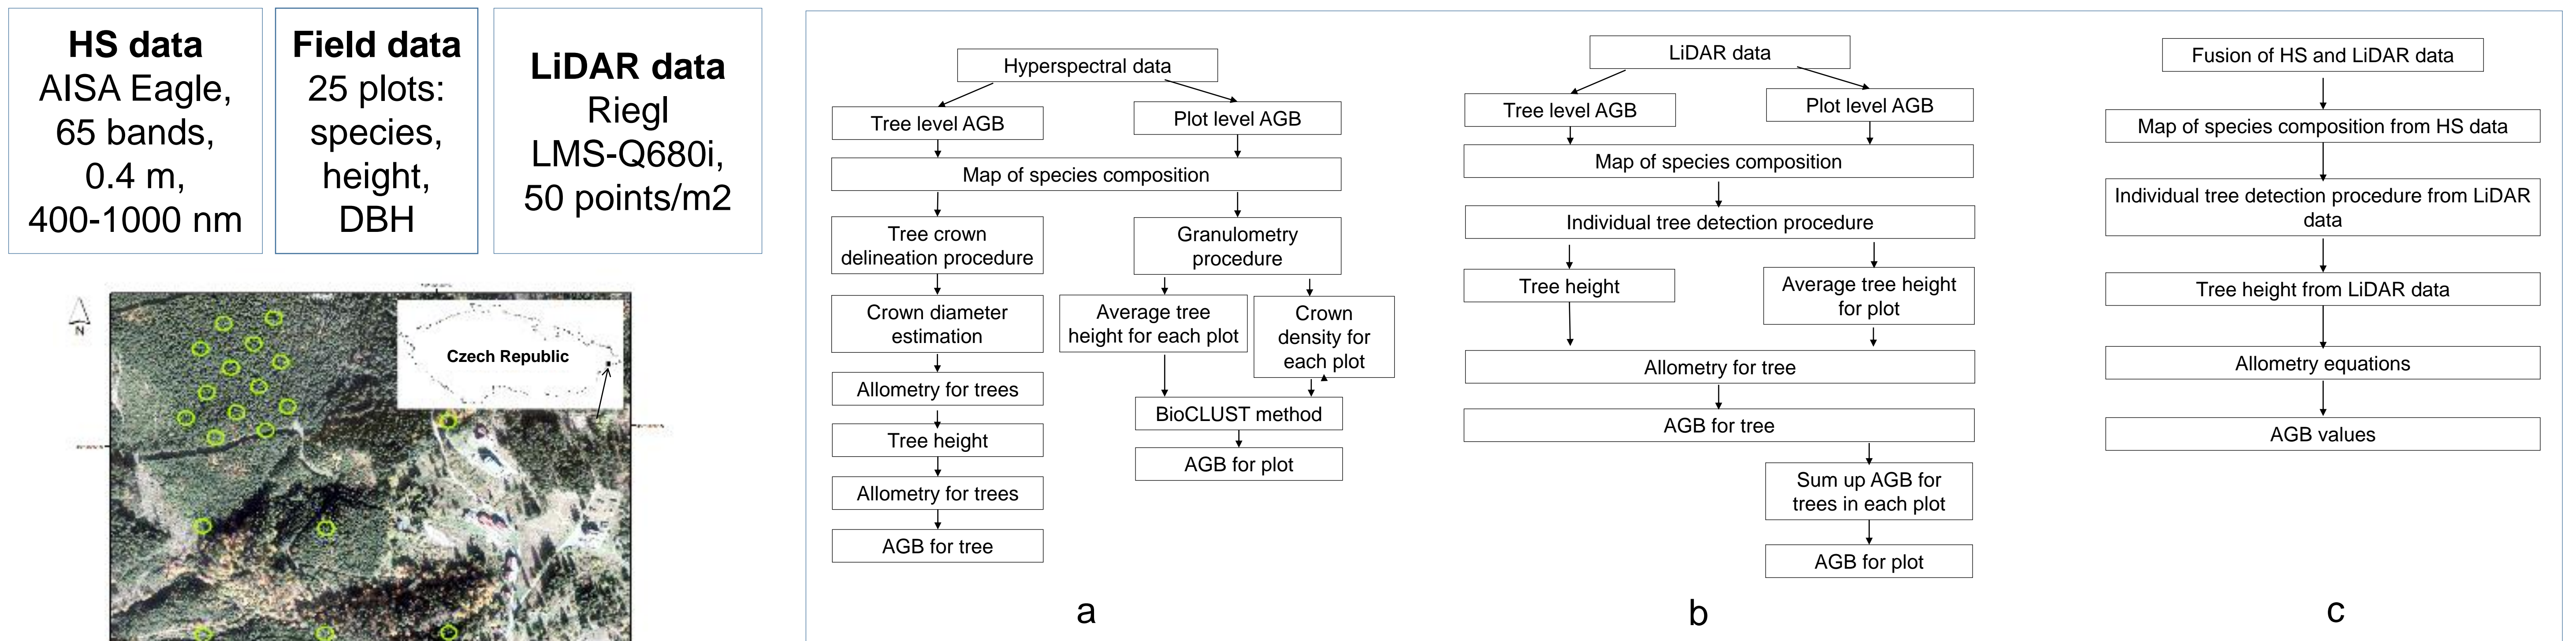 HS data
AISA Eagle,
65 bands,
0.4 m,
400-1000 nm
Field data
25 plots:
species,
height,
DBH
LiDAR data
Riegl
LMS-Q680i,
50 points/m2
N
Czech Republic
Hyperspectral data
Tree level AGB
Plot level AGB
Map of species composition
Tree crown
delineation procedure
Granulometry
procedure
Crown diameter
estimation
Average tree
height for each plot
Crown
density for
each plot
Allometry for trees
BioCLUST method
Tree height
AGB for plot
Allometry for trees
AGB for tree
a
LiDAR data
Tree level AGB
Plot level AGB
Map of species composition
Individual tree detection procedure
Tree height
Average tree height
for plot
Allometry for tree
AGB for tree
Sum up AGB for
trees in each plot
AGB for plot
b
Fusion of HS and LiDAR data
Map of species composition from HS data
Individual tree detection procedure from LiDAR
data
Tree height from LiDAR data
Allometry equations
AGB values
c